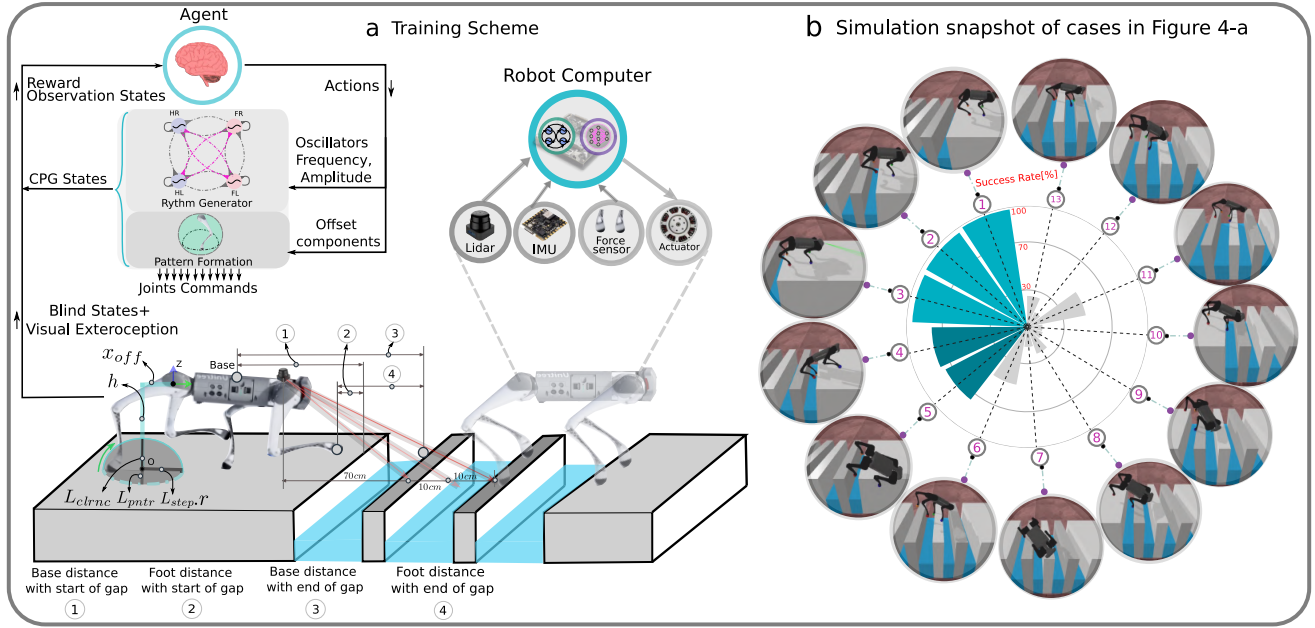 a Training Scheme
Agent
Reward
Observation States
Actions
HR
FR
HL
FL
Rythm Generator
CPG States
Oscillators
Frequency,
Amplitude
Pattern Formation
Offset
components
Joints Commands
Blind States+
Visual Exteroception
Robot Computer
Lidar
IMU
Force
sensor
Actuator
x_off
h
z
Base
1
2
3
4
o
L_clrnc L_pntr L_step.r
70cm
10cm
10cm
Base distance
with start of gap
1
Foot distance
with start of gap
2
Base distance
with end of gap
3
Foot distance
with end of gap
4
b Simulation snapshot of cases in Figure 4-a
Success Rate[%]
100
70
30
1
2
3
4
5
6
7
8
9
10
11
12
13